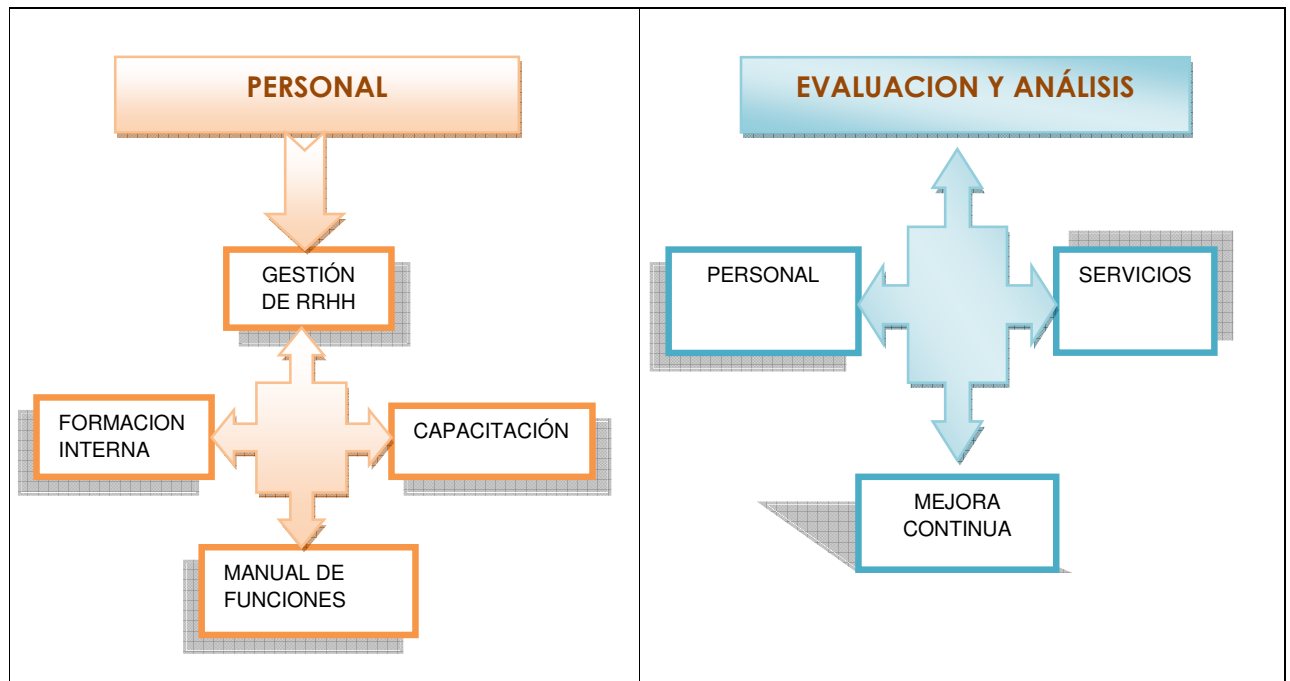 PERSONAL
GESTIÓN
DE RRHH
FORMACION
INTERNA
CAPACITACIÓN
MANUAL DE
FUNCIONES
EVALUACION Y ANÁLISIS
PERSONAL
SERVICIOS
MEJORA
CONTINUA